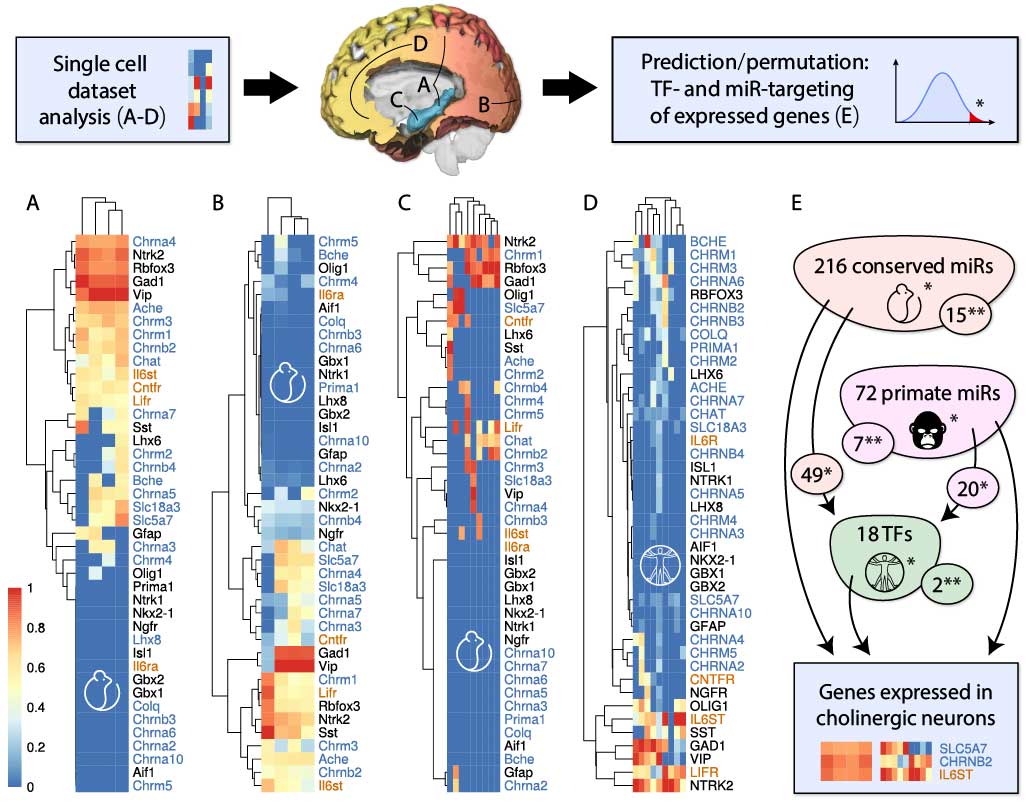 Single cell
dataset
analysis (A-D)
D
A
C
B
Prediction/permutation:
TF- and miR-targeting
of expressed genes (E)
*
A
Chrna4
Ntrk2
Rbfox3
Gad1
Vip
Ache
Chrm3
Chrm1
Chrnb2
Chat
Il6st
Cntfr
Lifr
Chrna7
Sst
Lhx6
Chrm2
Chrnb4
Bche
Chrna5
Slc18a3
Slc5a7
Gfap
Chrna3
Chrm4
Olig1
Prima1
Ntrk1
Nkx2-1
Ngfr
Lhx8
Isl1
Il6ra
Gbx2
Gbx1
Colq
Chrnb3
Chrna6
Chrna2
Chrna10
Aif1
Chrm5
1
0.8
0.6
0.4
0.2
0
B
Chrm5
Bche
Olig1
Chrm4
Il6ra
Aif1
Colq
Chrnb3
Chrna6
Gbx1
Ntrk1
Prima1
Lhx8
Gbx2
Isl1
Chrna10
Gfap
Chrna2
Lhx6
Chrm2
Nkx2-1
Chrnb4
Ngfr
Chat
Slc5a7
Chrna4
Slc18a3
Chrna5
Chrna7
Chrna3
Cntfr
Gad1
Vip
Chrm1
Lifr
Rbfox3
Ntrk2
Sst
Chrm3
Ache
Chrnb2
Il6st
C
Ntrk2
Chrm1
Rbfox3
Gad1
Olig1
Slc5a7
Cntfr
Lhx6
Sst
Ache
Chrm2
Chrnb4
Chrm4
Chrm5
Lifr
Chat
Chrnb2
Chrm3
Slc18a3
Vip
Chrna4
Chrnb3
Il6st
Il6ra
Isl1
Gbx2
Gbx1
Lhx8
Nkx2-1
Ntrk1
Ngfr
Chrna10
Chrna7
Chrna6
Chrna5
Chrna3
Prima1
Colq
Aif1
Bche
Gfap
Chrna2
D
BCHE
CHRM1
CHRM3
CHRNA6
RBFOX3
CHRNB2
CHRNB3
COLQ
PRIMA1
CHRM2
LHX6
ACHE
CHRNA7
CHAT
SLC18A3
IL6R
CHRNB4
ISL1
NTRK1
CHRNA5
LHX8
CHRM4
CHRNA3
AIF1
NKX2-1
GBX1
GBX2
SLC5A7
CHRNA10
GFAP
CHRNA4
CHRM5
CHRNA2
CNTFR
NGFR
OLIG1
IL6ST
SST
GAD1
VIP
LIFR
NTRK2
E
216 conserved miRs
*
15**
72 primate miRs
*
7**
49*
20*
18 TFs
*
2**
Genes expressed in
cholinergic neurons
SLC5A7
CHRNB2
IL6ST